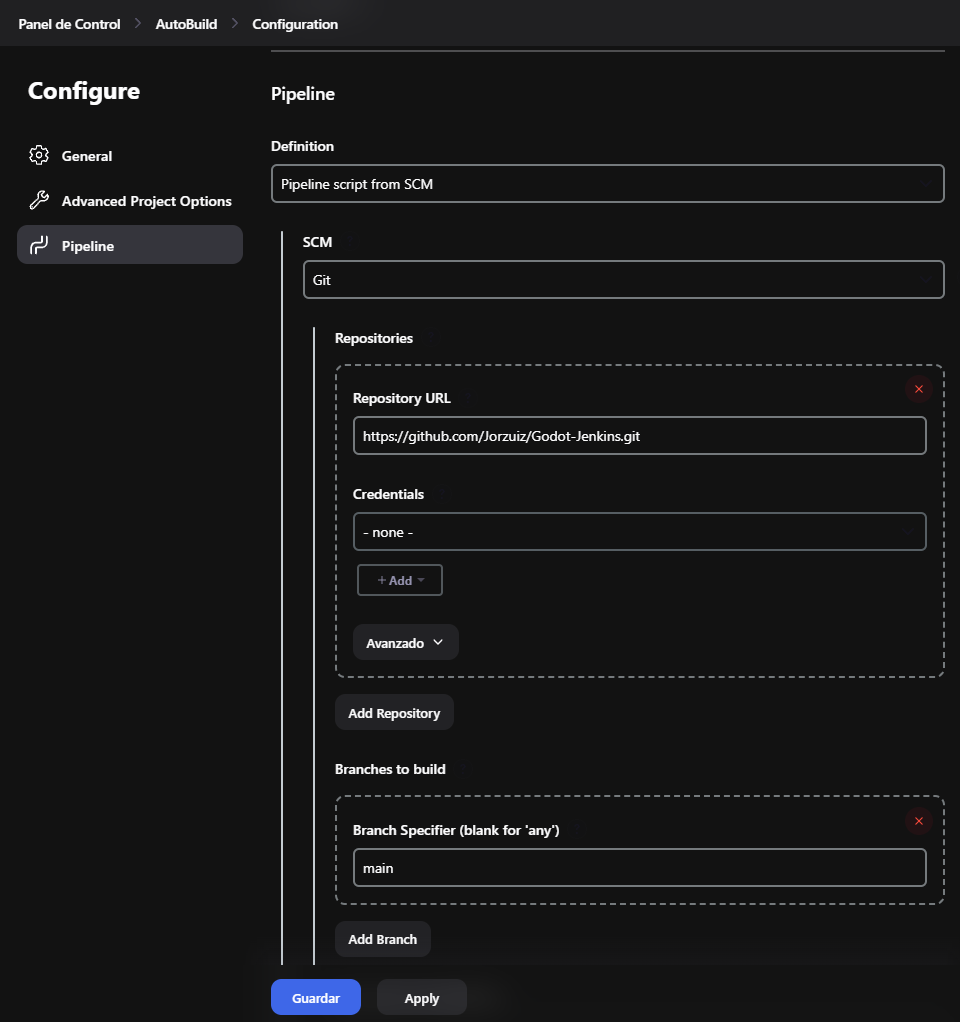 Panel de Control > AutoBuild > Configuration
Configure
General
Advanced Project Options
Pipeline
Pipeline
Definition
Pipeline script from SCM
SCM
Git
Repositories
Repository URL
https://github.com/Jorzuiz/Godot-Jenkins.git
Credentials
- none -
+ Add
Avanzado
Add Repository
Branches to build
Branch Specifier (blank for 'any')
main
Add Branch
Guardar
Apply